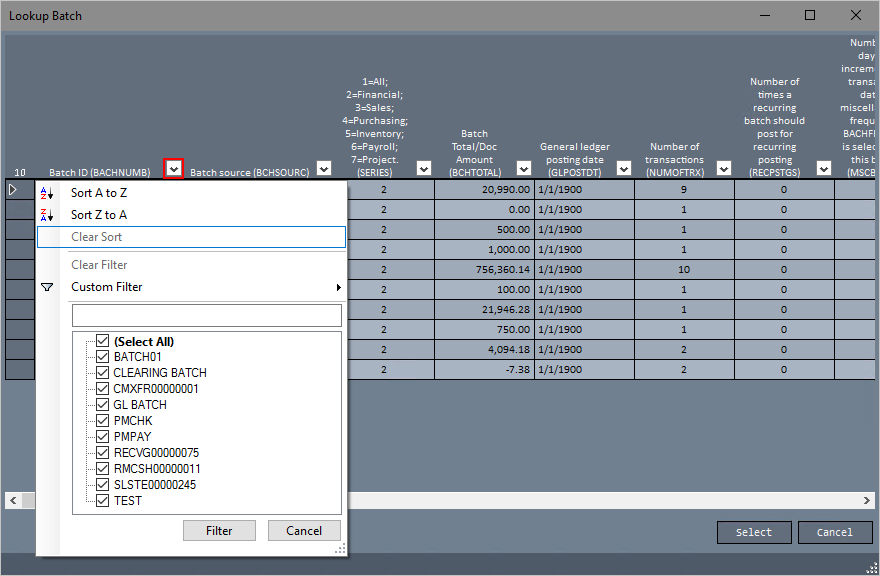 Lookup Batch
10
Batch ID (BACHNUMB)
Batch source (BCHSOURC)
1=All;
2=Financial;
3=Sales;
4=Purchasing;
5=Inventory;
6=Payroll;
7=Project.
(SERIES)
Batch
Total/Doc
Amount
(BCHTOTAL)
General ledger
posting date
(GLPOSTDT)
Number of
transactions
(NUMOFTRX)
Number of
times a
recurring
batch should
post for
recurring
posting
(RECPSTGS)
Numb
day
increme
transa
dat
miscella
frequ
BACHF
is selec
this b
(MSCB
2 20,990.00 1/1/1900 9 0
2 0.00 1/1/1900 1 0
2 500.00 1/1/1900 1 0
2 1,000.00 1/1/1900 1 0
2 756,360.14 1/1/1900 10 0
2 100.00 1/1/1900 1 0
2 21,946.28 1/1/1900 1 0
2 750.00 1/1/1900 1 0
2 4,094.18 1/1/1900 2 0
2 -7.38 1/1/1900 2 0
Sort A to Z
Sort Z to A
Clear Sort
Clear Filter
Custom Filter
(Select All)
BATCH01
CLEARING BATCH
CMXFR00000001
GL BATCH
PMCHK
PMPAY
RECVG00000075
RMCSH00000011
SLSTE00000245
TEST
Filter
Cancel
Select
Cancel